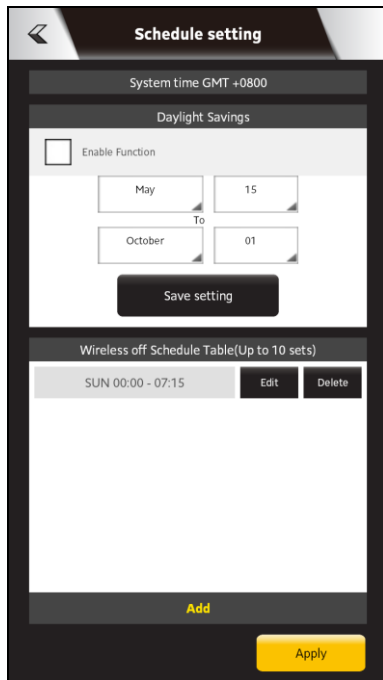 Schedule setting
System time GMT +0800
Daylight Savings
Enable Function
May 15
To
October 01
Save setting
Wireless off Schedule Table(Up to 10 sets)
SUN 00:00 - 07:15 Edit Delete
Add
Apply